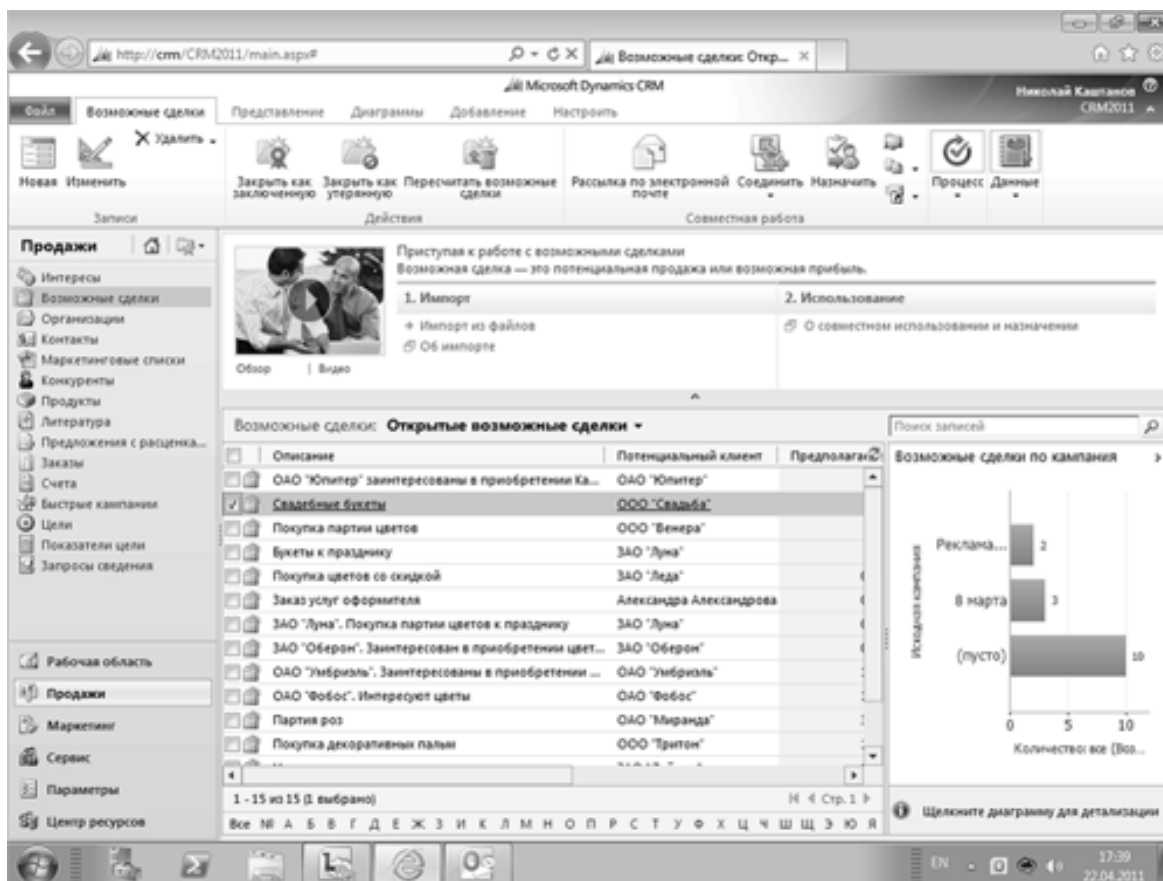 http://crm/CRM2011/main.aspx#
Возможные сделки: Откр...
Microsoft Dynamics CRM
Николай Каштанов
CRM2011
Файл Возможные сделки Представление Диаграммы Добавление Настроить
Новая Изменить Удалить
Закрыть как заключенную
Закрыть как утерянную
Пересчитать возможные сделки
Рассылка по электронной почте
Соединить Назначить
Процесс Данные
Записи Действия Совместная работа
Продажи
Интересы
Возможные сделки
Организации
Контакты
Маркетинговые списки
Конкуренты
Продукты
Литература
Предложения с расценка...
Заказы
Счета
Быстрые кампании
Цели
Показатели цели
Запросы сведения
Рабочая область
Продажи
Маркетинг
Сервис
Параметры
Центр ресурсов
Приступая к работе с возможными сделками
Возможная сделка — это потенциальная продажа или возможная прибыль.
1. Импорт
Импорт из файлов
Об импорте
2. Использование
О совместном использовании и назначении
Обзор | Видео
Возможные сделки: Открытые возможные сделки
Поиск записей
Описание Потенциальный клиент Предполагае
ОАО "Юпитер" заинтересованы в приобретении Ка... ОАО "Юпитер"
Свадебные букеты ООО "Свадьба"
Покупка партии цветов ООО "Венера"
Букеты к празднику ЗАО "Луна"
Покупка цветов со скидкой ЗАО "Леда"
Заказ услуг оформителя Александра Александрова
ЗАО "Луна". Покупка партии цветов к празднику ЗАО "Луна"
ЗАО "Оберон". Заинтересован в приобретении цвет... ЗАО "Оберон"
ОАО "Умбриэль". Заинтересованы в приобретении ... ОАО "Умбриэль"
ОАО "Фобос". Интересуют цветы ОАО "Фобос"
Партия роз ОАО "Миранда"
Покупка декоративных пальм ООО "Тритон"
1 - 15 из 15 (1 выбрано) Стр. 1
Все № А Б В Г Д Е Ж З И К Л М Н О П Р С Т У Ф Х Ц Ч Ш Щ Э Ю Я
Возможные сделки по кампания
Исходная кампания
Реклама... 2
8 марта 3
(пусто) 10
0 5 10
Количество: все (Воз...
Щелкните диаграмму для детализации
EN
17:39
22.04.2011